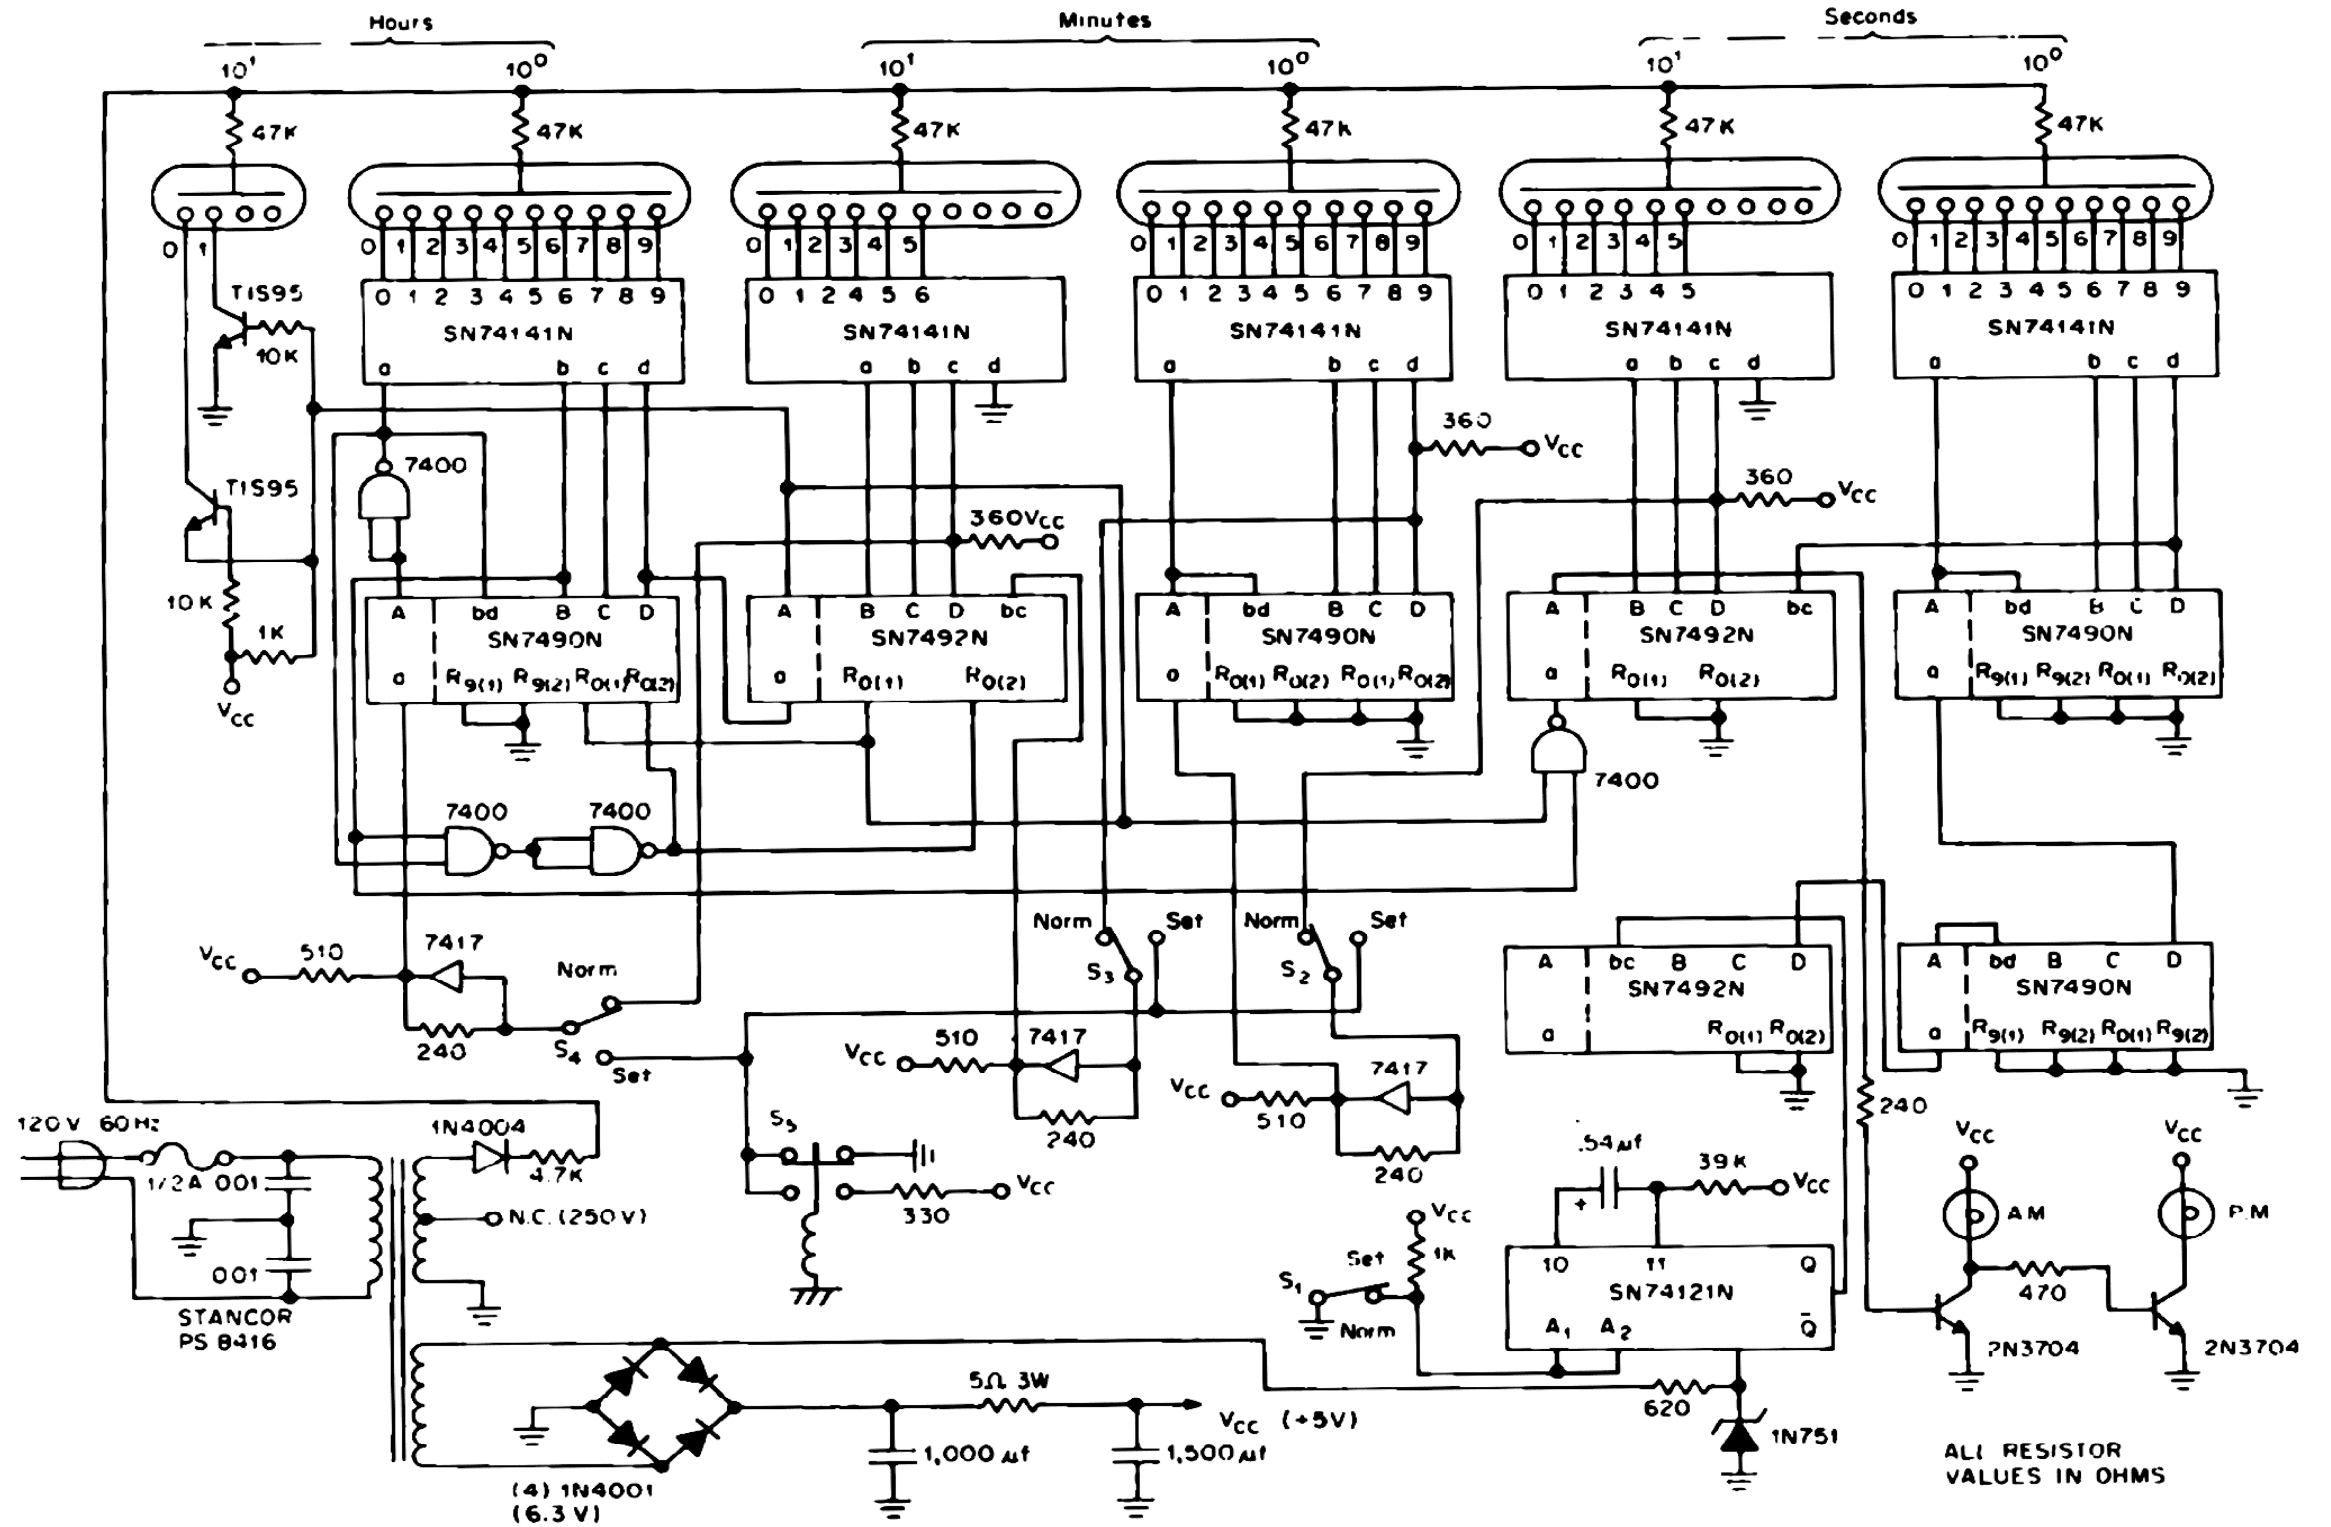 Hours Minutes Seconds
10¹ 10⁰ 10¹ 10⁰ 10¹ 10⁰
47K 47K 47K 47k 47K 47K
0 1 0 1 2 3 4 5 6 7 8 9 0 1 2 3 4 5 0 1 2 3 4 5 6 7 8 9 0 1 2 3 4 5 0 1 2 3 4 5 6 7 8 9
TIS95 0 1 2 3 4 5 6 7 8 9 0 1 2 4 5 6 0 1 2 3 4 5 6 7 8 9 0 1 2 3 4 5 0 1 2 3 4 5 6 7 8 9
SN74141N SN74141N SN74141N SN74141N SN74141N
10K a b c d a b c d a b c d a b c d a b c d
360 VCC
7400
TIS95 360 VCC
360VCC
10K A bd B C D A B C D bc A bd B C D A B C D bc A bd B C D
1K SN7490N SN7492N SN7490N SN7492N SN7490N
a R9(1) R9(2) R0(1) R0(2) a R0(1) R0(2) a R0(1) R0(2) R0(1) R0(2) a R0(1) R0(2) a R9(1) R9(2) R0(1) R0(2)
VCC
7400
7400 7400
Norm Set Norm Set
VCC 510 7417 Norm S3 S2 A bc B C D A bd B C D
SN7492N SN7490N
240 S4 Set a R0(1) R0(2) a R9(1) R9(2) R0(1) R9(2)
VCC 510 7417
VCC 510 7417
240 240 240
120V 60Hz 1N4004 S5 .54µf VCC VCC
1/2A 001 4.7K 39K VCC
N.C. (250V) 330 VCC VCC AM P.M
001 Set 1K 10 11 Q
S1 SN74121N 470
STANCOR Norm A1 A2 Q̄
PS 8416 2N3704 2N3704
5Ω 3W 620
VCC (+5V)
1N751
1,000 µf 1,500 µf
(4) 1N4001
(6.3 V)
ALL RESISTOR
VALUES IN OHMS